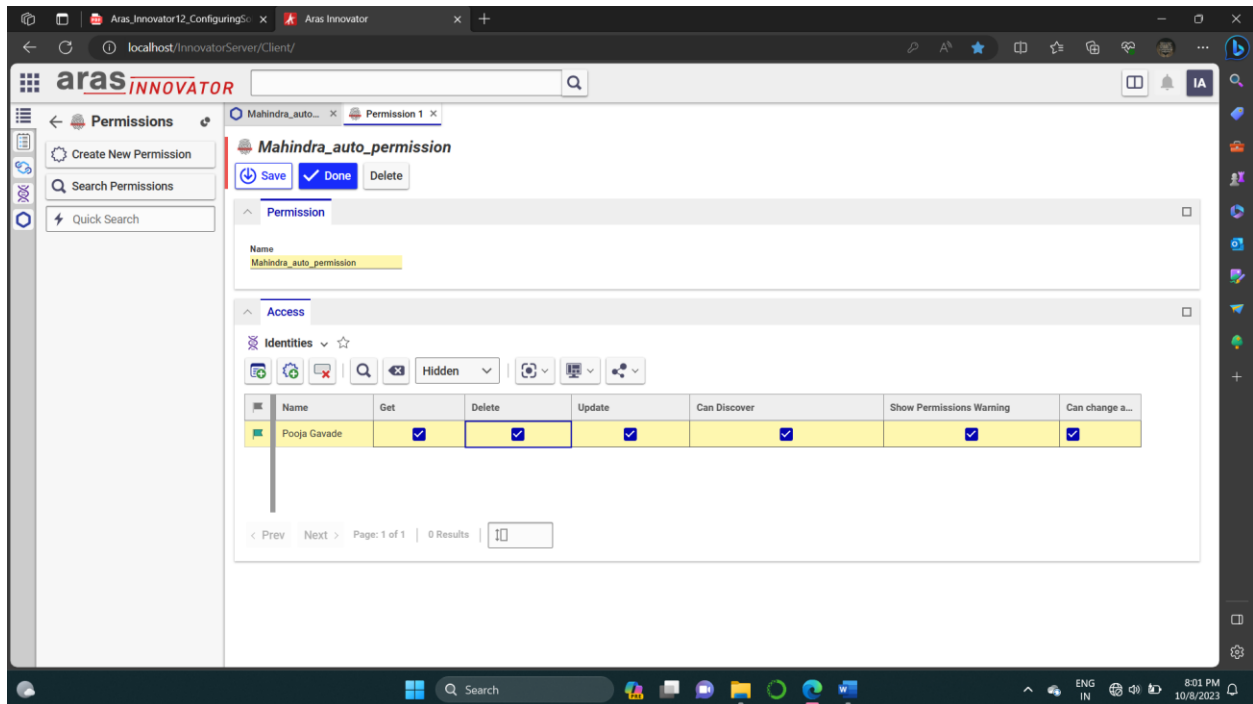 Aras_Innovator12_ConfiguringSo
Aras Innovator
localhost/InnovatorServer/Client/
aras INNOVATOR
IA
Permissions
Create New Permission
Search Permissions
Quick Search
Mahindra_auto...
Permission 1
Mahindra_auto_permission
Save
Done
Delete
Permission
Name
Mahindra_auto_permission
Access
Identities
Hidden
Name Get Delete Update Can Discover Show Permissions Warning Can change a...
Pooja Gavade
< Prev Next > Page: 1 of 1 | 0 Results
Search
ENG
IN
8:01 PM
10/8/2023